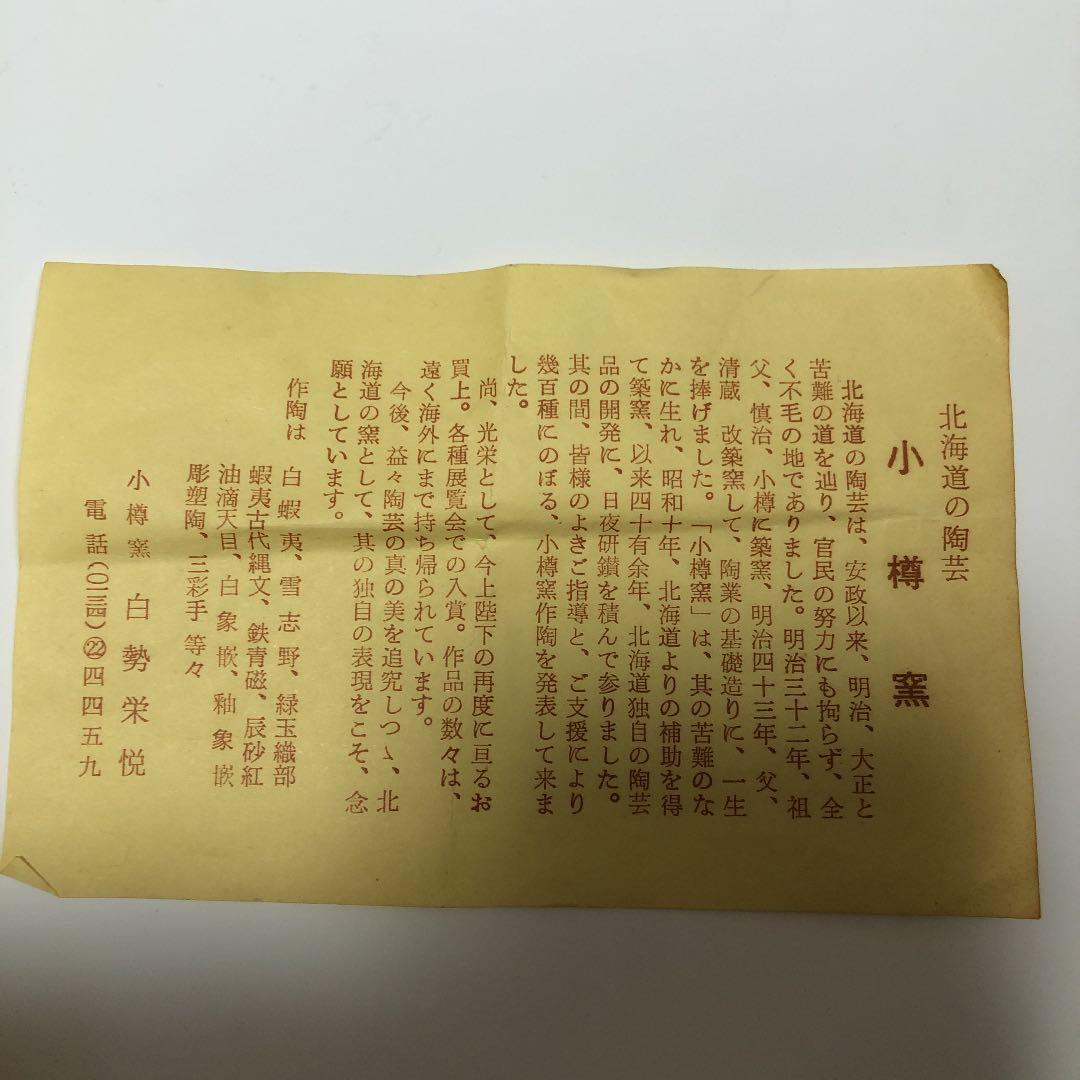 北海道の陶芸
小樽窯
北海道の陶芸は、安政以来、明治、大正と
苦難の道を辿り、官民の努力にも拘らず、全
く不毛の地でありました。明治三十二年、祖
父、慎治、小樽に築窯、明治四十三年、父、
清蔵 改築窯して、陶業の基礎造りに、一生
を捧げました。「小樽窯」は、其の苦難のな
かに生れ、昭和十年、北海道よりの補助を得
て築窯、以来四十有余年、北海道独自の陶芸
品の開発に、日夜研鑽を積んで参りました。
其の間、皆様のよきご指導と、ご支援により
幾百種にのぼる、小樽窯作陶を発表して来ま
した。
尚、光栄として、今上陛下の再度に亘るお
買上。各種展覧会での入賞。作品の数々は、
遠く海外にまで持ち帰られています。
今後、益々陶芸の真の美を追究しつゝ、北
海道の窯として、其の独自の表現をこそ、念
願としています。
作陶は 白蝦夷、雪志野、緑玉織部
蝦夷古代縄文、鉄青磁、辰砂紅
油滴天目、白象嵌、釉象嵌
彫塑陶、三彩手 等々
小樽窯 白勢栄悦
電話(〇一三四)㉒四四五九